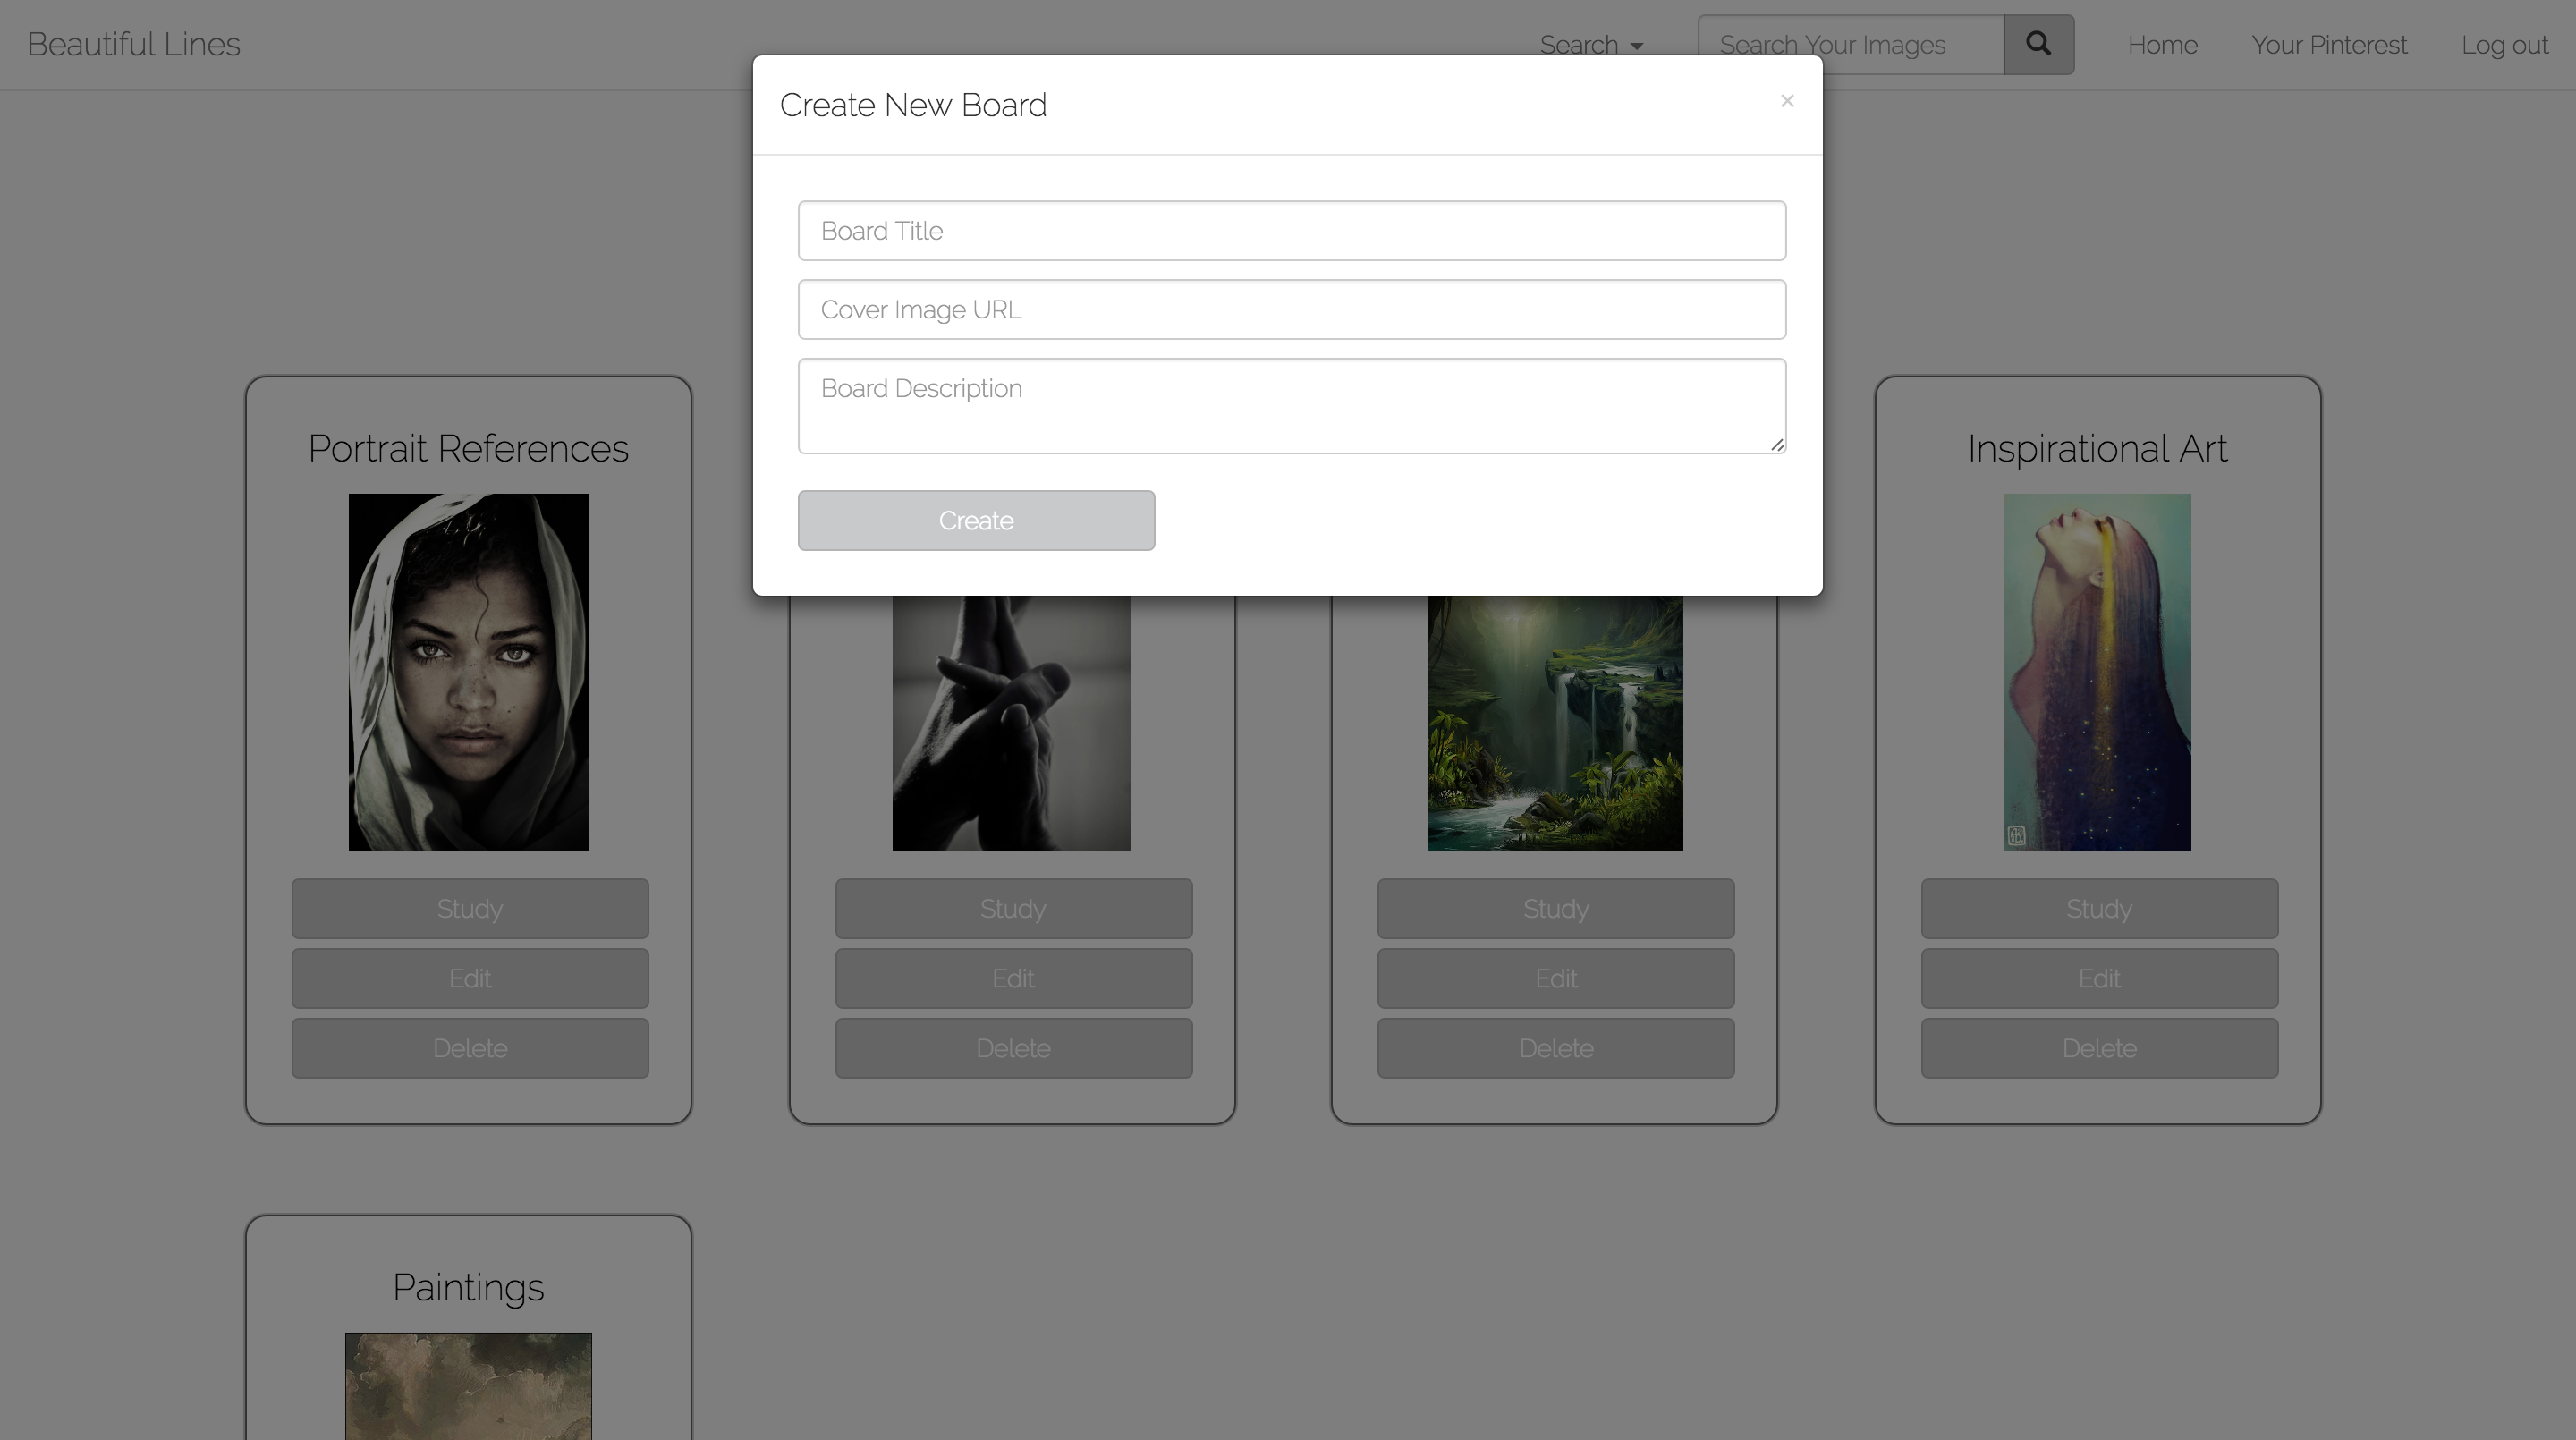 Beautiful Lines
Search
Search Your Images
Home
Your Pinterest
Log out
Create New Board
×
Board Title
Cover Image URL
Board Description
Create
Portrait References
Inspirational Art
Study
Study
Study
Study
Edit
Edit
Edit
Edit
Delete
Delete
Delete
Delete
Paintings